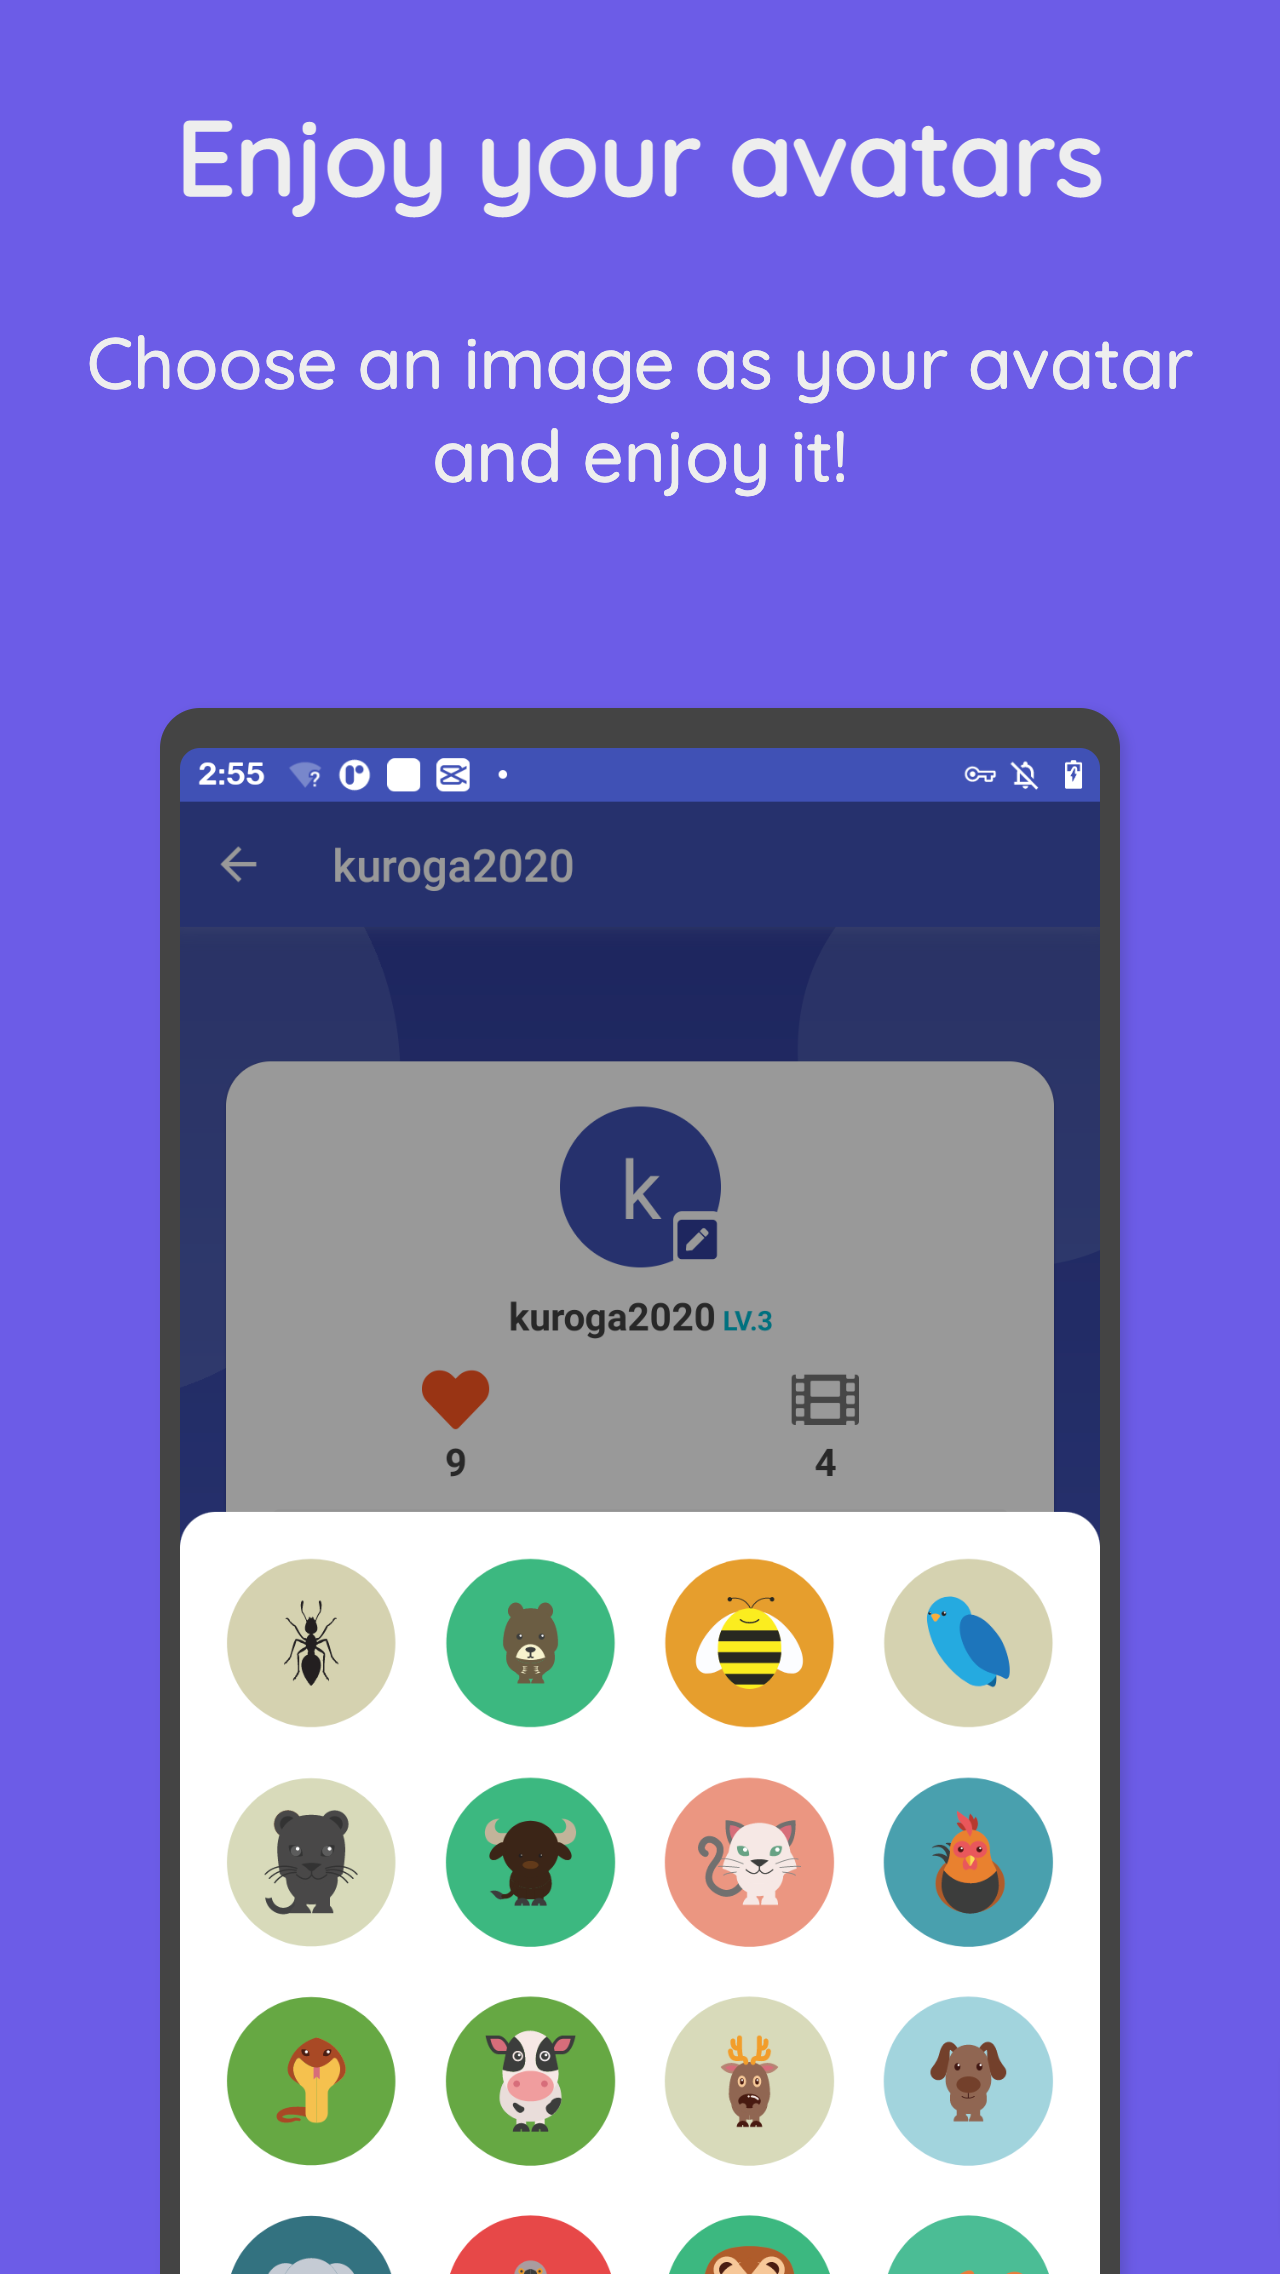 Enjoy your avatars
Choose an image as your avatar
and enjoy it!
2:55
kuroga2020
k
kuroga2020 LV.3
9
4